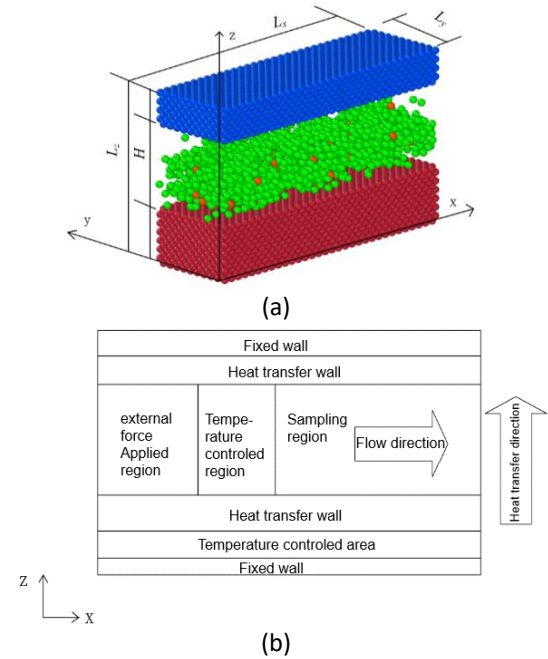 Lx
Ly
z
Lz
H
y
x
(a)
Fixed wall
Heat transfer wall
external
force
Applied
region
Tempe-
rature
controled
region
Sampling
region
Flow direction
Heat transfer direction
Heat transfer wall
Temperature controled area
Fixed wall
Z
X
(b)